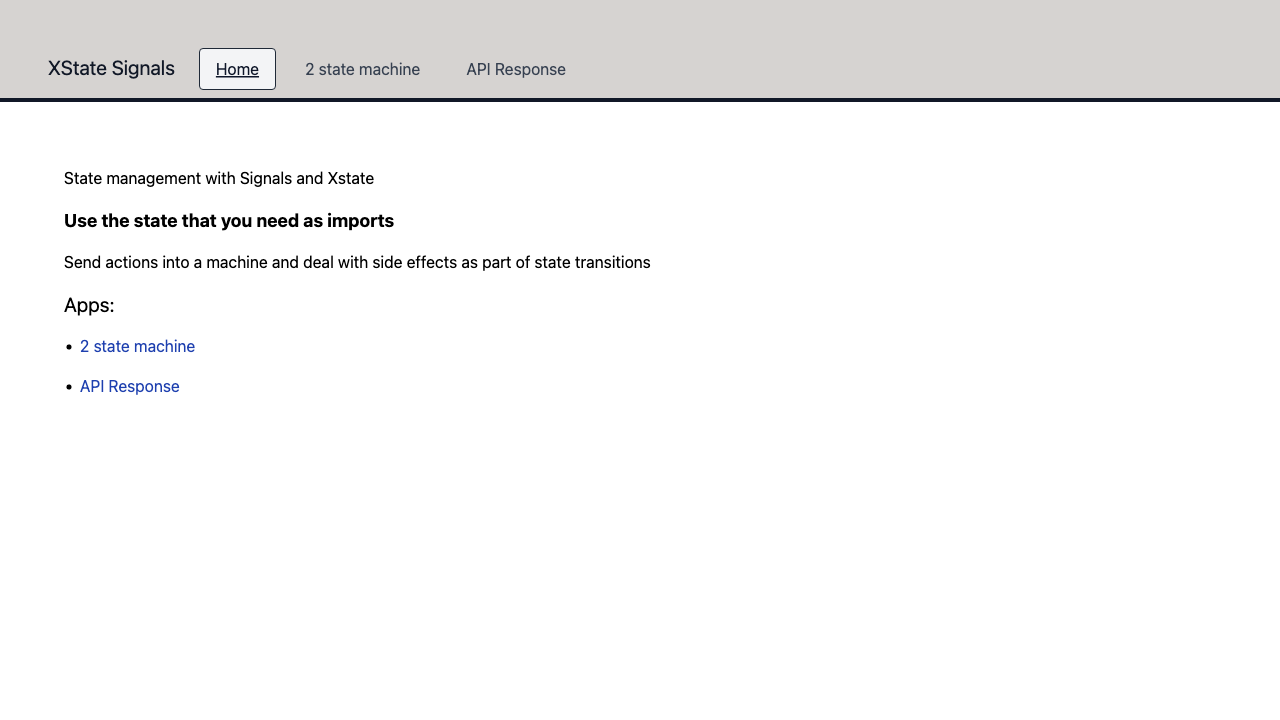 XState Signals Home 2 state machine API Response
State management with Signals and Xstate
Use the state that you need as imports
Send actions into a machine and deal with side effects as part of state transitions
Apps:
• 2 state machine
• API Response